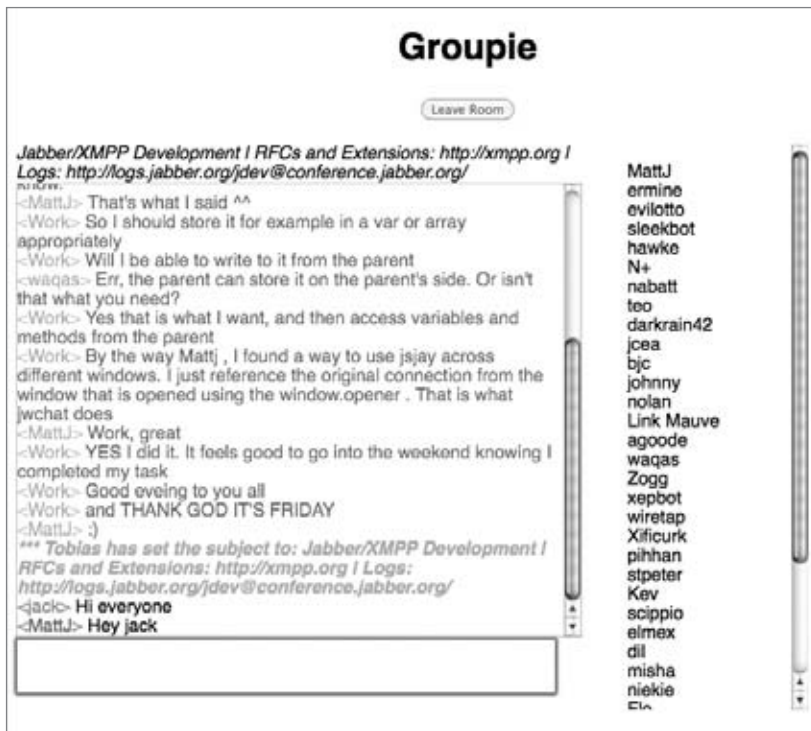 Groupie
Leave Room
Jabber/XMPP Development | RFCs and Extensions: http://xmpp.org |
Logs: http://logs.jabber.org/jdev@conference.jabber.org/
know.
<MattJ> That's what I said ^^
<Work> So I should store it for example in a var or array
appropriately
<Work> Will I be able to write to it from the parent
<waqas> Err, the parent can store it on the parent's side. Or isn't
that what you need?
<Work> Yes that is what I want, and then access variables and
methods from the parent
<Work> By the way Mattj , I found a way to use jsjay across
different windows. I just reference the original connection from the
window that is opened using the window.opener . That is what
jwchat does
<MattJ> Work, great
<Work> YES I did it. It feels good to go into the weekend knowing I
completed my task
<Work> Good eveing to you all
<Work> and THANK GOD IT'S FRIDAY
<MattJ> :)
*** Tobias has set the subject to: Jabber/XMPP Development |
RFCs and Extensions: http://xmpp.org | Logs:
http://logs.jabber.org/jdev@conference.jabber.org/
<jack> Hi everyone
<MattJ> Hey jack
MattJ
ermine
evilotto
sleekbot
hawke
N+
nabatt
teo
darkrain42
jcea
bjc
johnny
nolan
Link Mauve
agoode
waqas
Zogg
xepbot
wiretap
Xificurk
pihhan
stpeter
Kev
scippio
elmex
dil
misha
niekie